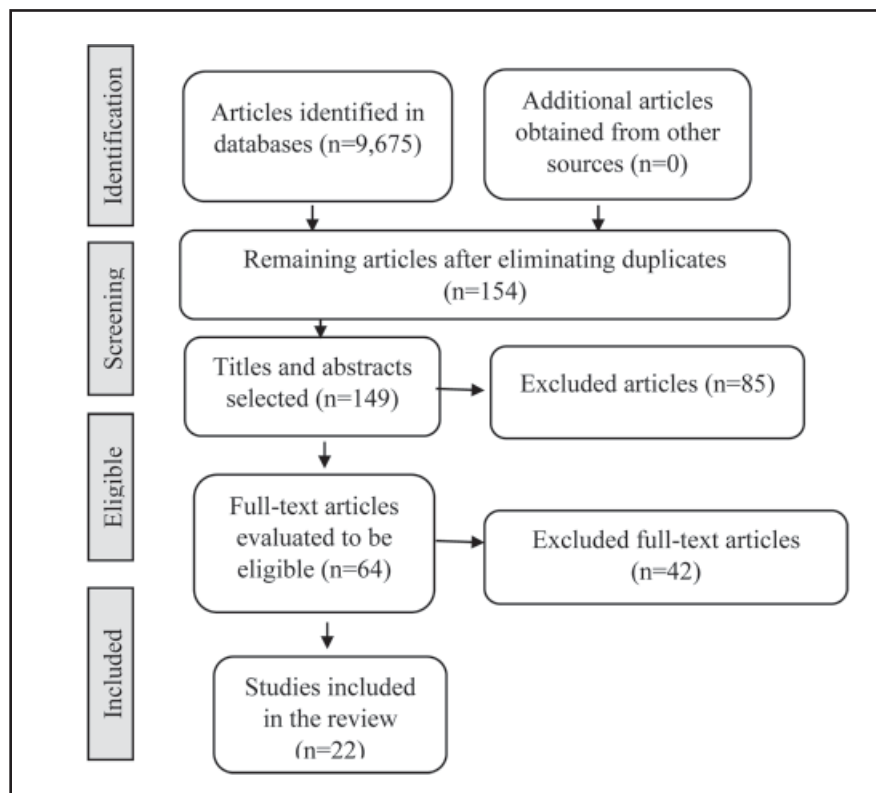 Identification
Articles identified in
databases (n=9,675)
Additional articles
obtained from other
sources (n=0)
Screening
Remaining articles after eliminating duplicates
(n=154)
Titles and abstracts
selected (n=149)
Excluded articles (n=85)
Eligible
Full-text articles
evaluated to be
eligible (n=64)
Excluded full-text articles
(n=42)
Included
Studies included
in the review
(n=22)